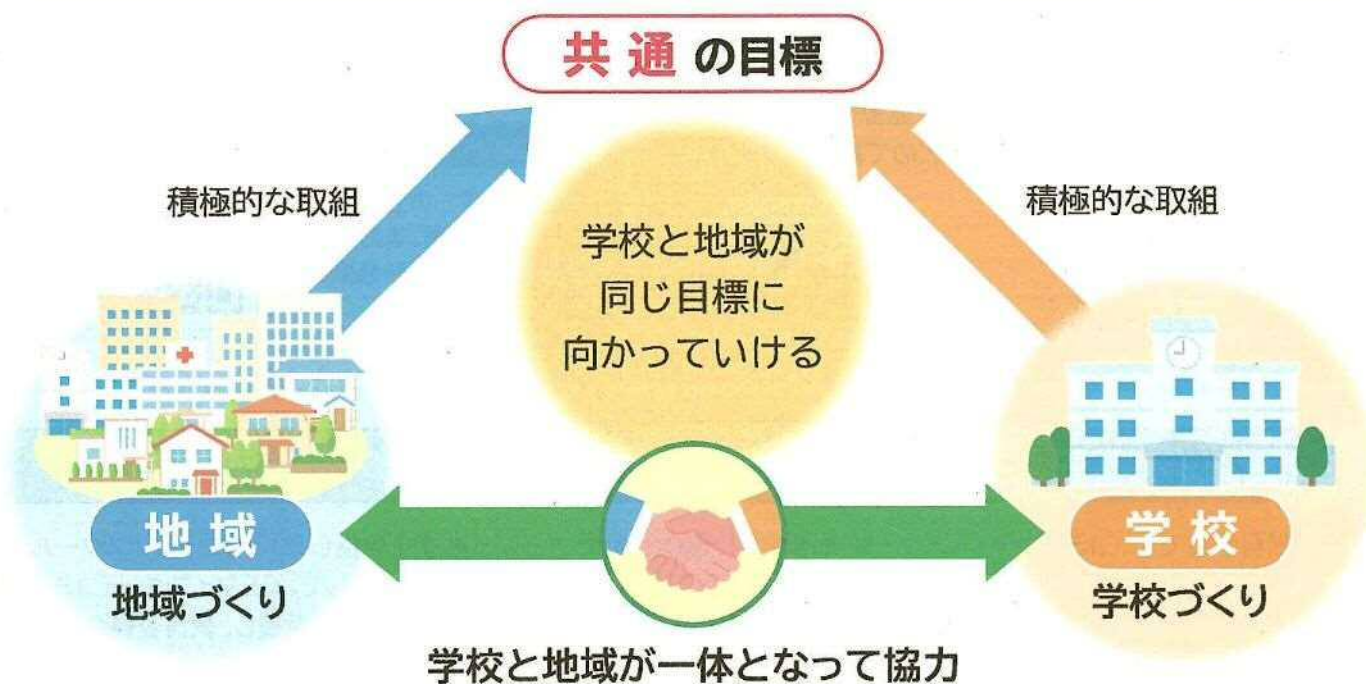 共通の目標
積極的な取組
積極的な取組
学校と地域が
同じ目標に
向かっていける
地域
学校
地域づくり
学校づくり
学校と地域が一体となって協力